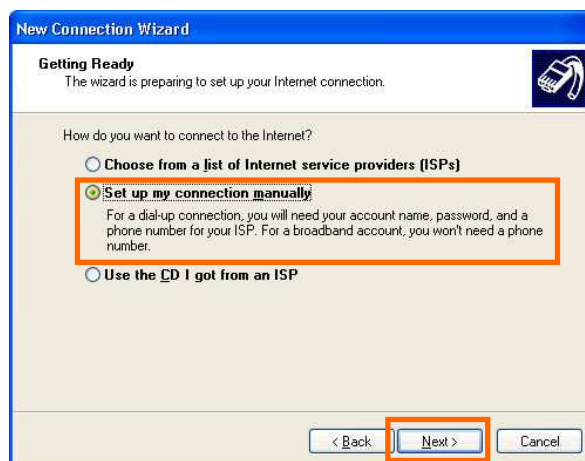 New Connection Wizard
Getting Ready
The wizard is preparing to set up your Internet connection.
How do you want to connect to the Internet?
Choose from a list of Internet service providers (ISPs)
Set up my connection manually
For a dial-up connection, you will need your account name, password, and a
phone number for your ISP. For a broadband account, you won't need a phone
number.
Use the CD I got from an ISP
< Back Next > Cancel